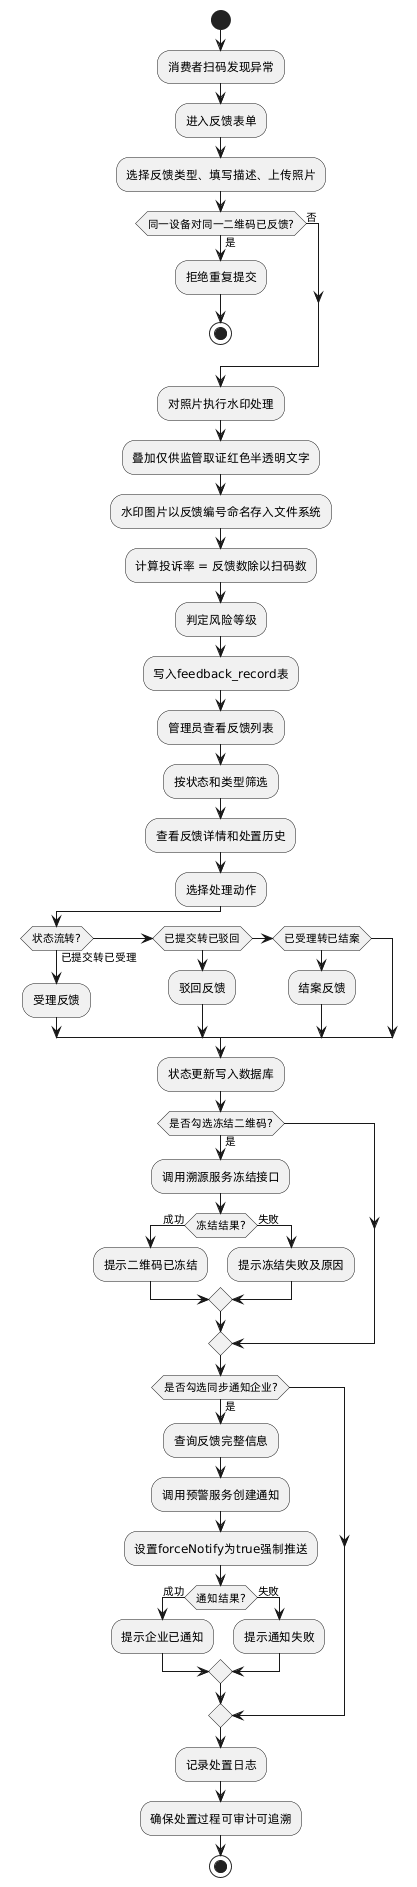 消费者扫码发现异常
进入反馈表单
选择反馈类型、填写描述、上传照片
同一设备对同一二维码已反馈?
否
是
拒绝重复提交
对照片执行水印处理
叠加仅供监管取证红色半透明文字
水印图片以反馈编号命名存入文件系统
计算投诉率 = 反馈数除以扫码数
判定风险等级
写入feedback_record表
管理员查看反馈列表
按状态和类型筛选
查看反馈详情和处置历史
选择处理动作
状态流转?
已提交转已驳回
已受理转已结案
已提交转已受理
受理反馈
驳回反馈
结案反馈
状态更新写入数据库
是否勾选冻结二维码?
是
调用溯源服务冻结接口
成功
冻结结果?
失败
提示二维码已冻结
提示冻结失败及原因
是否勾选同步通知企业?
是
查询反馈完整信息
调用预警服务创建通知
设置forceNotify为true强制推送
成功
通知结果?
失败
提示企业已通知
提示通知失败
记录处置日志
确保处置过程可审计可追溯